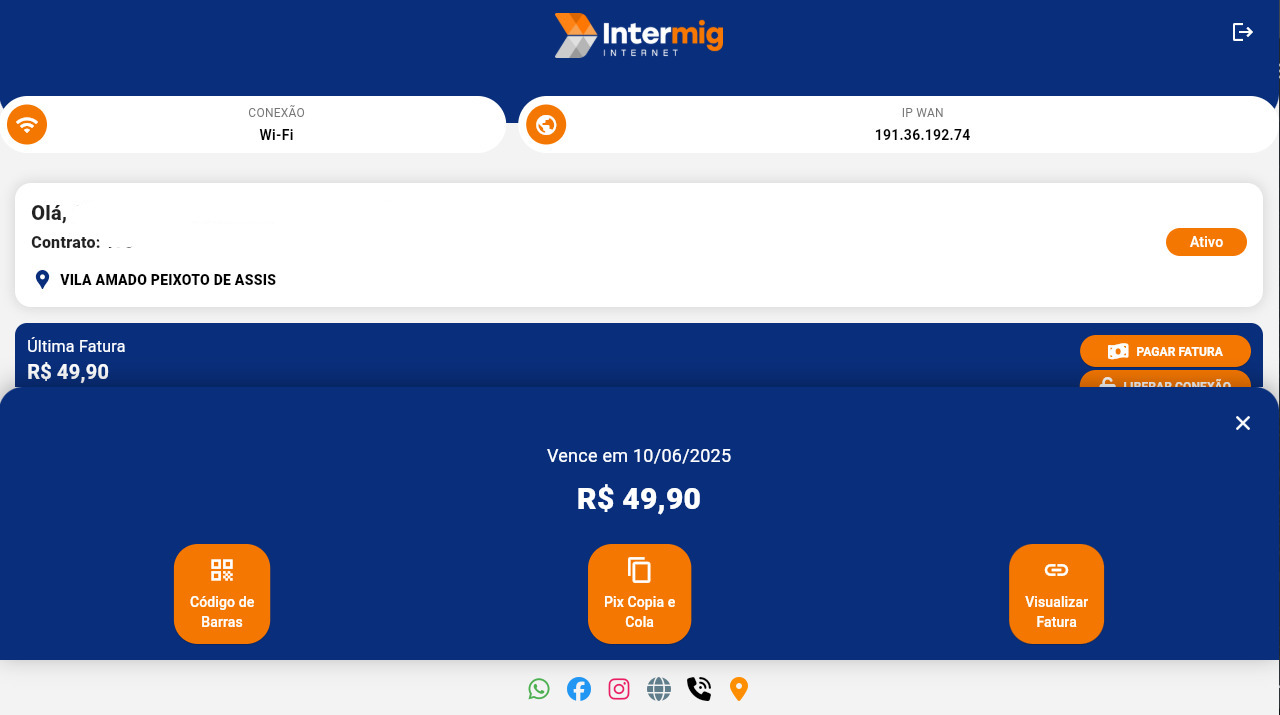 Intermig
INTERNET
CONEXÃO
Wi-Fi
IP WAN
191.36.192.74
Olá,
Contrato:
Ativo
VILA AMADO PEIXOTO DE ASSIS
Última Fatura
R$ 49,90
PAGAR FATURA
LIBERAR CONEXÃO
Vence em 10/06/2025
R$ 49,90
Código de
Barras
Pix Copia e
Cola
Visualizar
Fatura